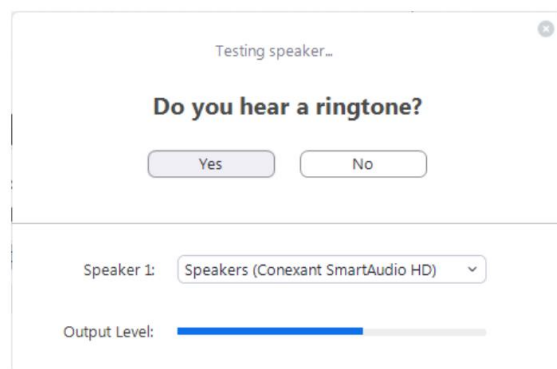 Testing speaker...
Do you hear a ringtone?
Yes
No
Speaker 1:
Speakers (Conexant SmartAudio HD)
Output Level: